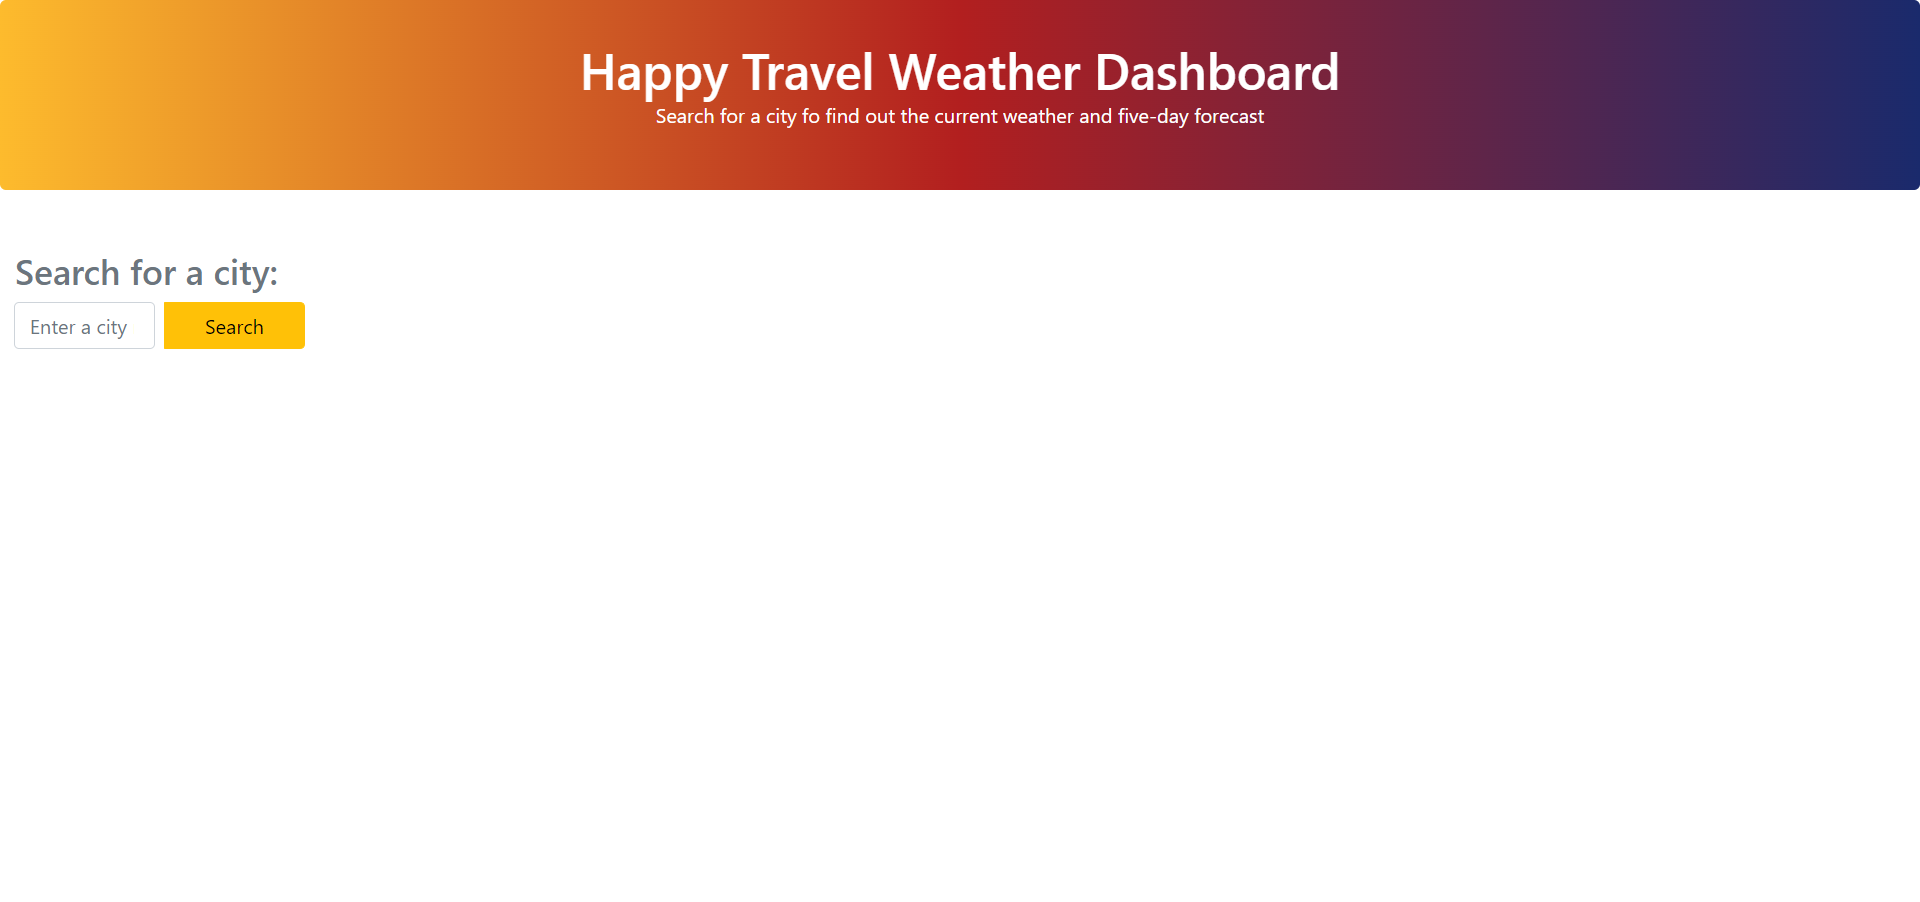 Happy Travel Weather Dashboard
Search for a city fo find out the current weather and five-day forecast
Search for a city:
Enter a city
Search